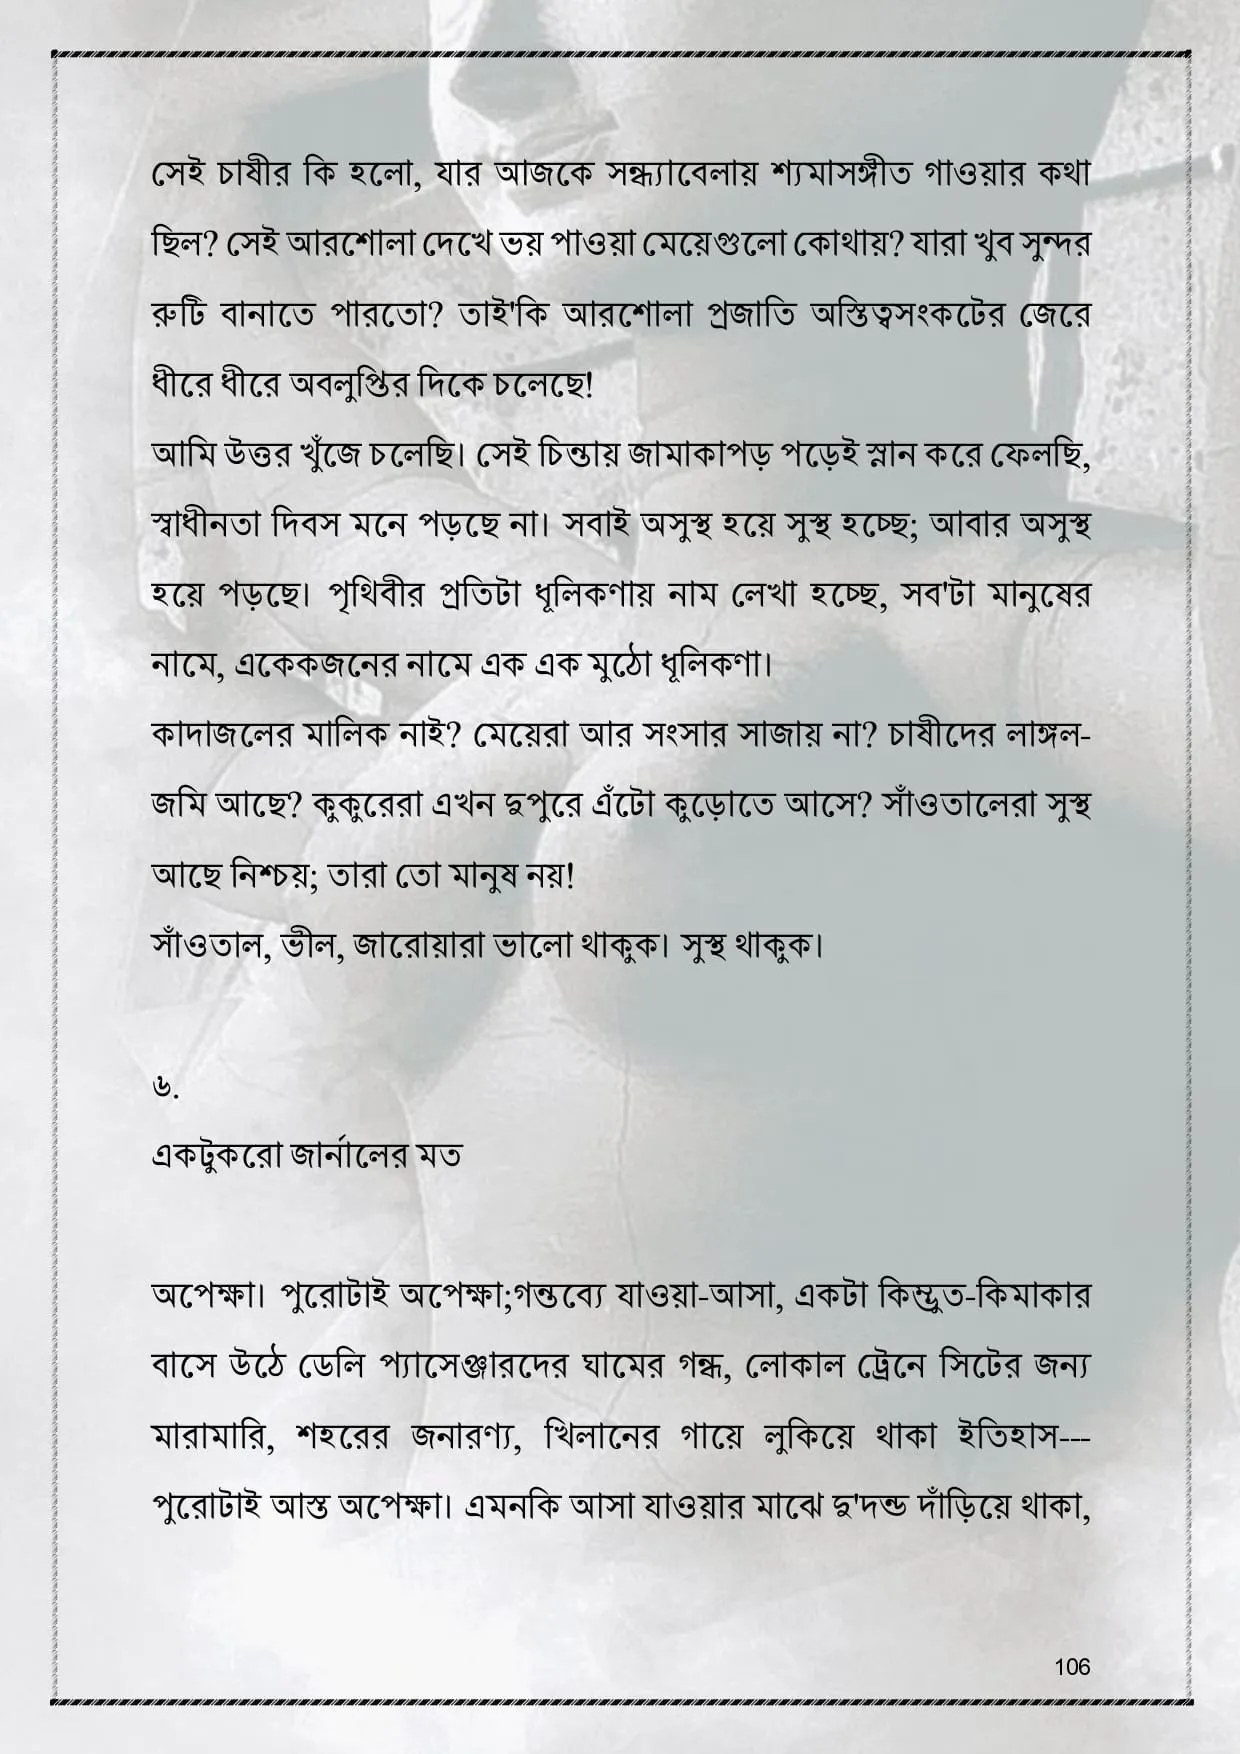 সেই চাষীর কি হলো, যার আজকে সন্ধ্যাবেলায় শ্যমাসঙ্গীত গাওয়ার কথা
ছিল? সেই আরশোলা দেখে ভয় পাওয়া মেয়েগুলো কোথায়? যারা খুব সুন্দর
রুটি বানাতে পারতো? তাই'কি আরশোলা প্রজাতি অস্তিত্বসংকটের জেরে
ধীরে ধীরে অবলুপ্তির দিকে চলেছে!
আমি উত্তর খুঁজে চলেছি। সেই চিন্তায় জামাকাপড় পড়েই স্নান করে ফেলছি,
স্বাধীনতা দিবস মনে পড়ছে না। সবাই অসুস্থ হয়ে সুস্থ হচ্ছে; আবার অসুস্থ
হয়ে পড়ছে। পৃথিবীর প্রতিটা ধূলিকণায় নাম লেখা হচ্ছে, সব'টা মানুষের
নামে, একেকজনের নামে এক এক মুঠো ধূলিকণা।
কাদাজলের মালিক নাই? মেয়েরা আর সংসার সাজায় না? চাষীদের লাঙ্গল-
জমি আছে? কুকুরেরা এখন দুপুরে এঁটো কুড়োতে আসে? সাঁওতালেরা সুস্থ
আছে নিশ্চয়; তারা তো মানুষ নয়!
সাঁওতাল, ভীল, জারোয়ারা ভালো থাকুক। সুস্থ থাকুক।
৬.
একটুকরো জার্নালের মত
অপেক্ষা। পুরোটাই অপেক্ষা;গন্তব্যে যাওয়া-আসা, একটা কিম্ভুত-কিমাকার
বাসে উঠে ডেলি প্যাসেঞ্জারদের ঘামের গন্ধ, লোকাল ট্রেনে সিটের জন্য
মারামারি, শহরের জনারণ্য, খিলানের গায়ে লুকিয়ে থাকা ইতিহাস---
পুরোটাই আস্ত অপেক্ষা। এমনকি আসা যাওয়ার মাঝে দু'দন্ড দাঁড়িয়ে থাকা,
106